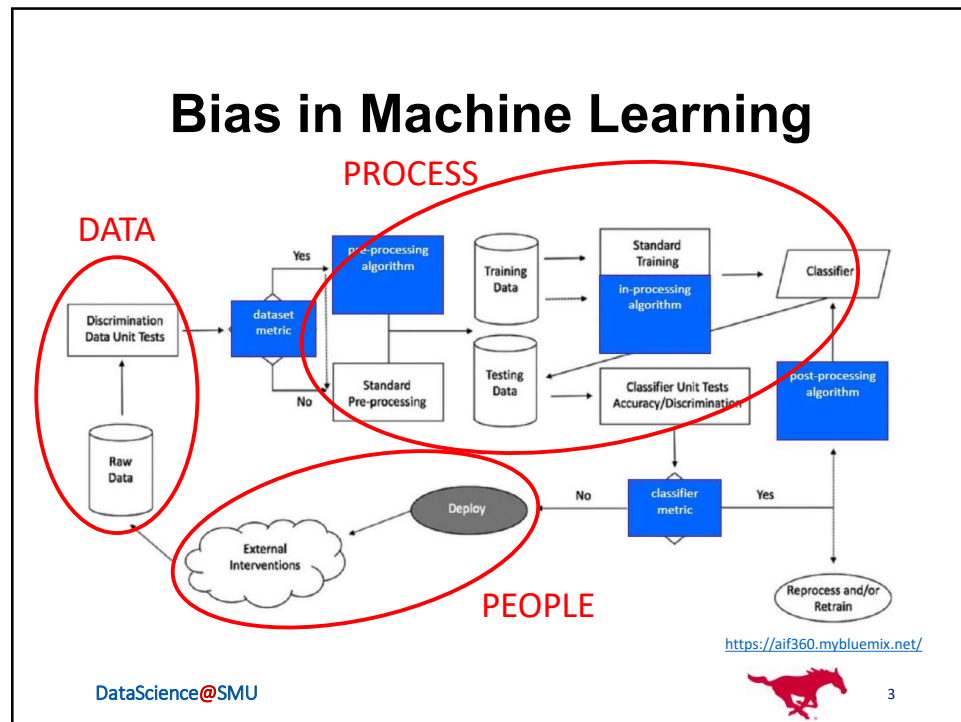 Bias in Machine Learning
PROCESS
DATA
Yes
pre-processing
algorithm
Training
Data
Standard
Training
in-processing
algorithm
Classifier
Discrimination
Data Unit Tests
dataset
metric
No
Standard
Pre-processing
Testing
Data
Classifier Unit Tests
Accuracy/Discrimination
post-processing
algorithm
Raw
Data
External
Interventions
Deploy
No
classifier
metric
Yes
PEOPLE
Reprocess and/or
Retrain
https://aif360.mybluemix.net/
DataScience@SMU
3